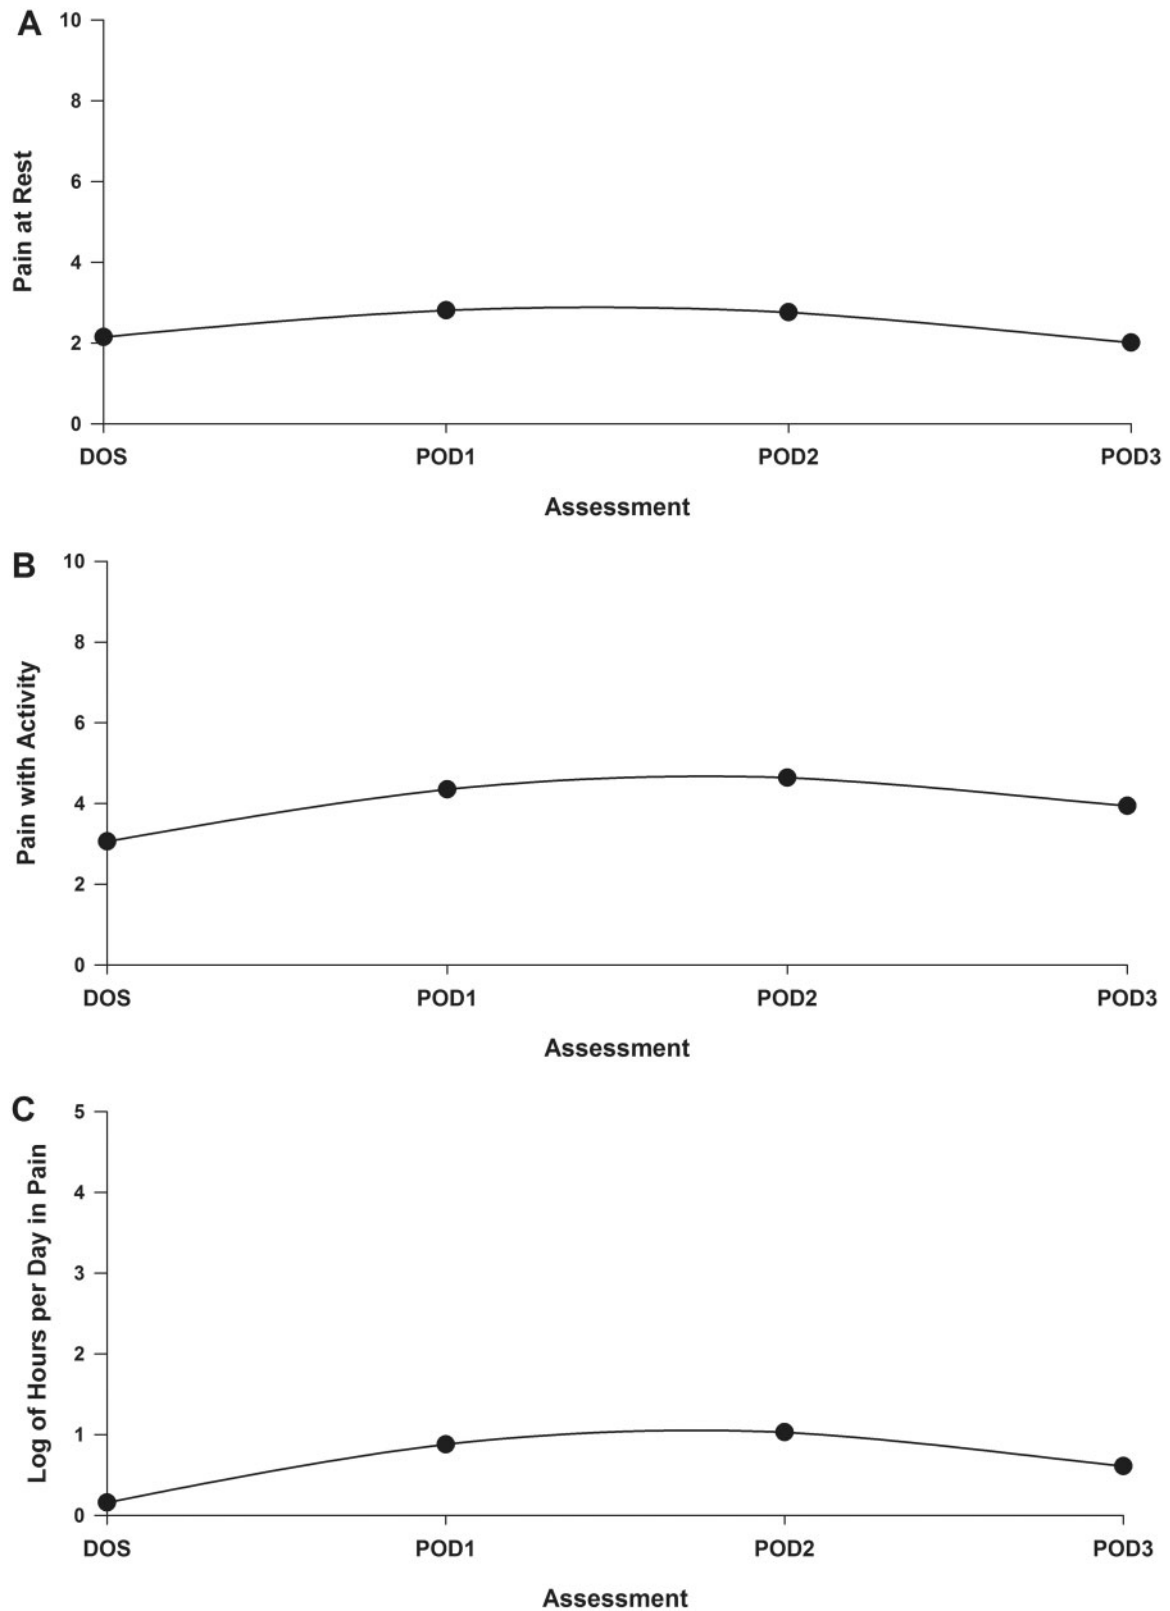 A
Pain at Rest
10
8
6
4
2
0
DOS POD1 POD2 POD3
Assessment
B
Pain with Activity
10
8
6
4
2
0
DOS POD1 POD2 POD3
Assessment
C
Log of Hours per Day in Pain
5
4
3
2
1
0
DOS POD1 POD2 POD3
Assessment